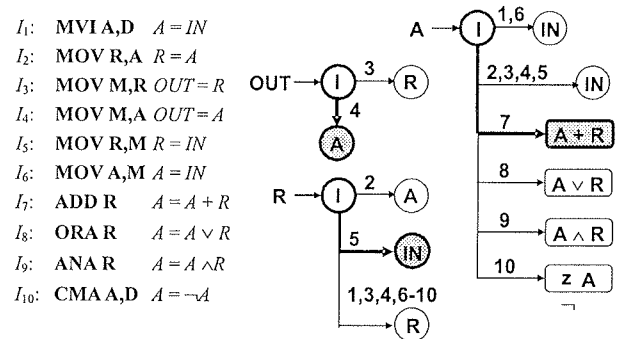 I₁: MVI A,D A = IN
I₂: MOV R,A R = A
I₃: MOV M,R OUT = R
I₄: MOV M,A OUT = A
I₅: MOV R,M R = IN
I₆: MOV A,M A = IN
I₇: ADD R A = A + R
I₈: ORA R A = A ∨ R
I₉: ANA R A = A ∧R
I₁₀: CMA A,D A = ¬A
OUT I 3 R
4
A
R I 2 A
5 IN
1,3,4,6-10
R
A I 1,6 IN
2,3,4,5 IN
7 A + R
8 A ∨ R
9 A ∧ R
10 z A
¬